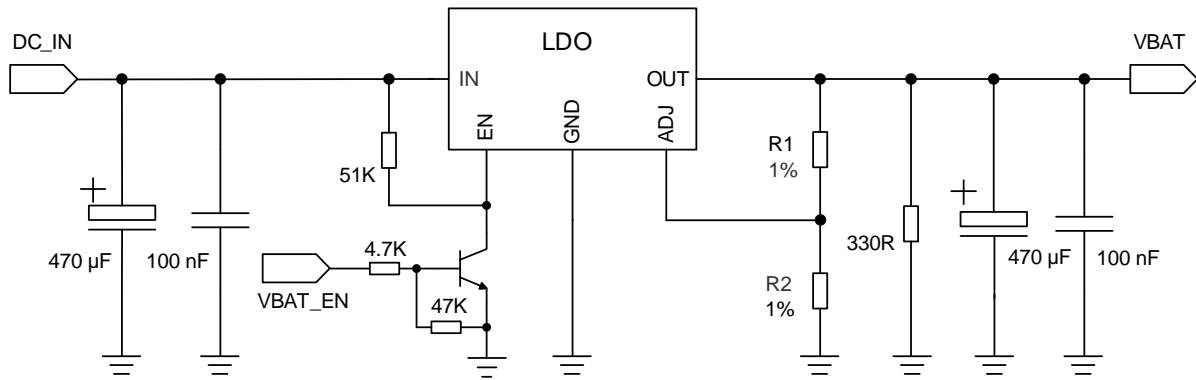 DC_IN
LDO
VBAT
IN
OUT
EN
GND
ADJ
51K
R1
1%
470 µF
100 nF
4.7K
VBAT_EN
47K
R2
1%
330R
470 µF
100 nF